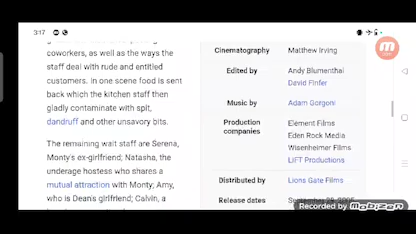 3:17
coworkers, as well as the ways the
staff deal with rude and entitled
customers. In one scene food is sent
back which the kitchen staff then
gladly contaminate with spit,
dandruff and other unsavory bits.
The remaining wait staff are Serena,
Monty's ex-girlfriend; Natasha, the
underage hostess who shares a
mutual attraction with Monty; Amy,
who is Dean's girlfriend; Calvin, a
Cinematography Matthew Irving
Edited by Andy Blumenthal
David Finfer
Music by Adam Gorgoni
Production Element Films
companies Eden Rock Media
Wisenheimer Films
LIFT Productions
Distributed by Lions Gate Films
Release dates
Recorded by Mobizen